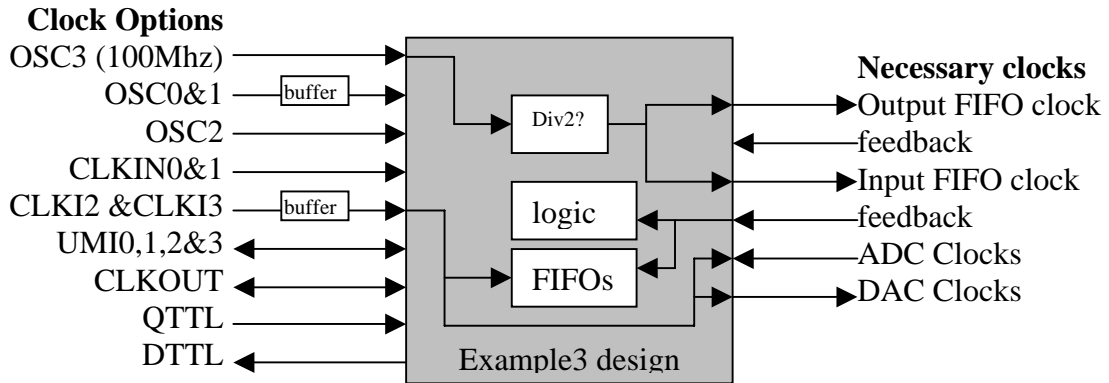 Clock Options
OSC3 (100Mhz)
OSC0&1
buffer
OSC2
CLKIN0&1
CLKI2 &CLKI3
buffer
UMI0,1,2&3
CLKOUT
QTTL
DTTL
Div2?
logic
FIFOs
Example3 design
Necessary clocks
Output FIFO clock
feedback
Input FIFO clock
feedback
ADC Clocks
DAC Clocks